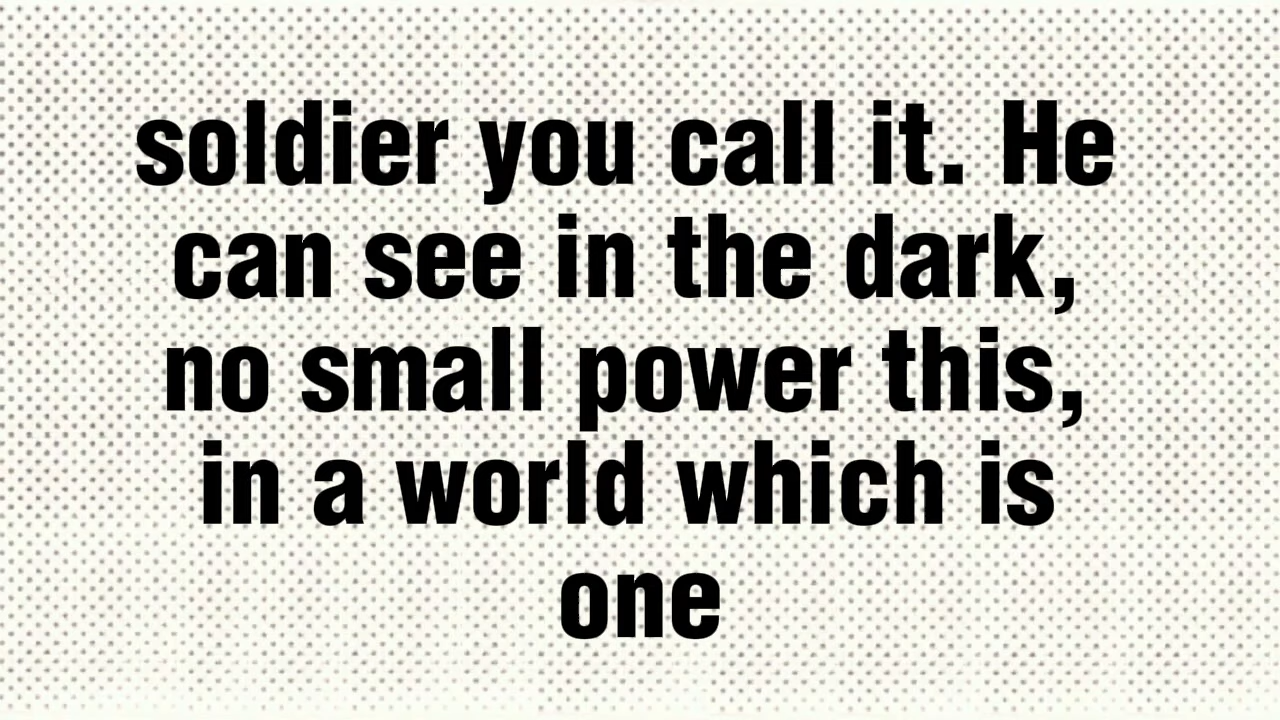 soldier you call it. He
can see in the dark,
no small power this,
in a world which is
one